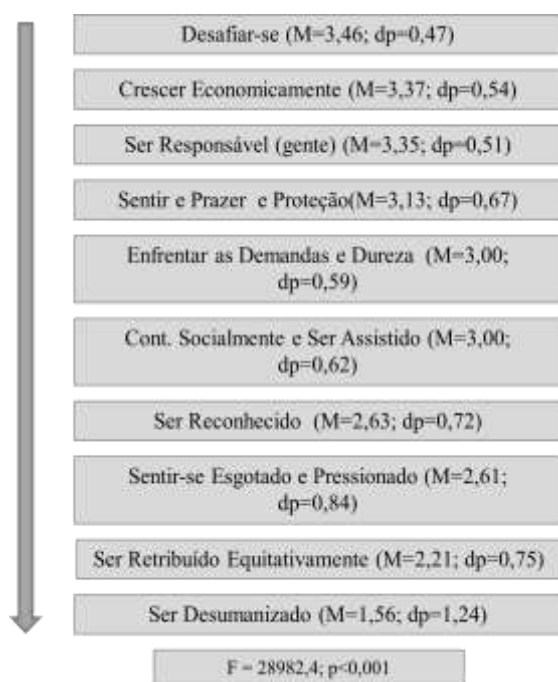 Desafiar-se (M=3,46; dp=0,47)
Crescer Economicamente (M=3,37; dp=0,54)
Ser Responsável (gente) (M=3,35; dp=0,51)
Sentir e Prazer e Proteção(M=3,13; dp=0,67)
Enfrentar as Demandas e Dureza (M=3,00;
dp=0,59)
Cont. Socialmente e Ser Assistido (M=3,00;
dp=0,62)
Ser Reconhecido (M=2,63; dp=0,72)
Sentir-se Esgotado e Pressionado (M=2,61;
dp=0,84)
Ser Retribuído Equitativamente (M=2,21; dp=0,75)
Ser Desumanizado (M=1,56; dp=1,24)
F = 28982,4; p<0,001